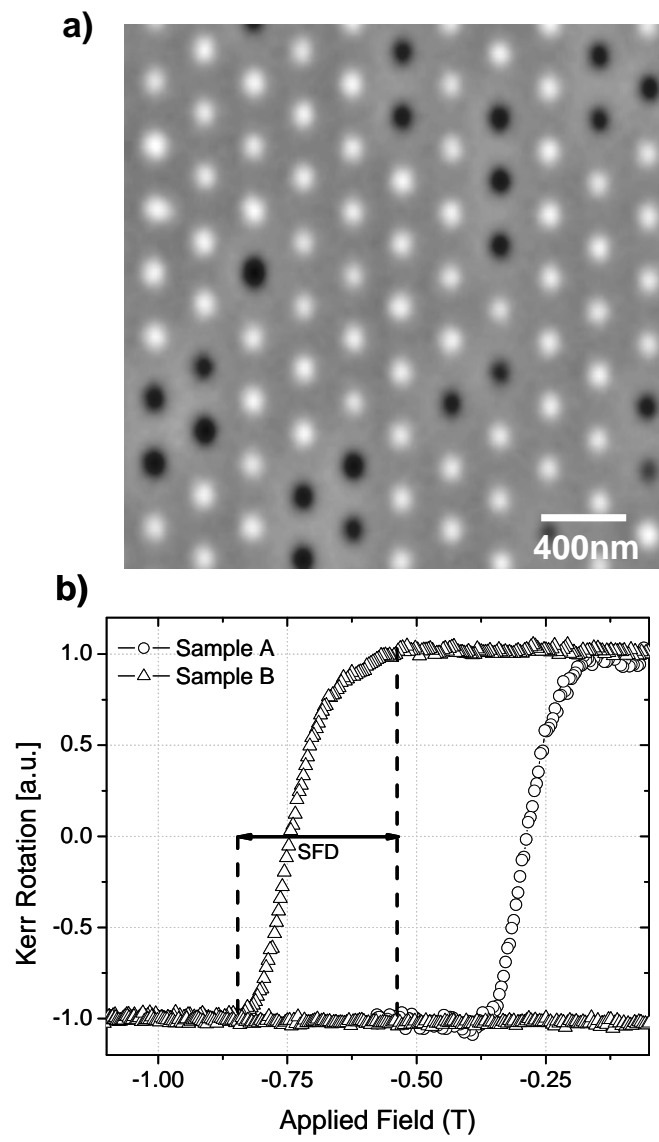 a)
400nm
b)
Sample A
Sample B
1.0
0.5
0.0
-0.5
-1.0
SFD
Kerr Rotation [a.u.]
-1.00
-0.75
-0.50
-0.25
Applied Field (T)